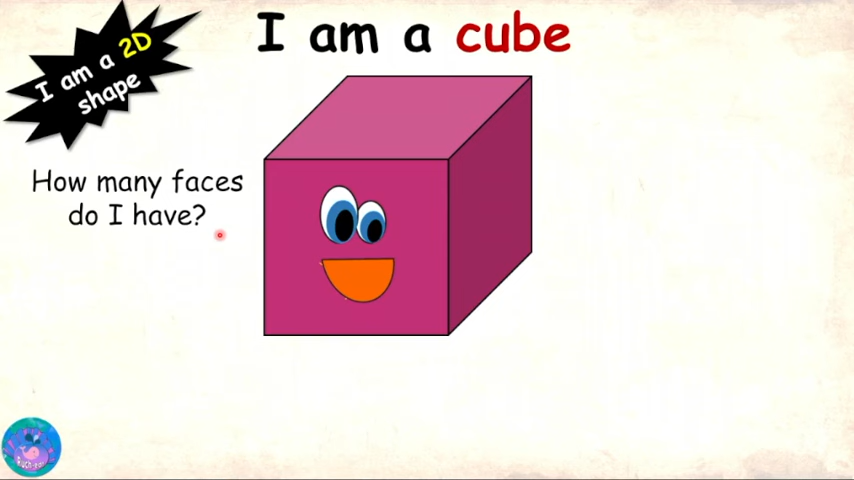 I am a cube
I am a 2D
shape
How many faces
do I have?